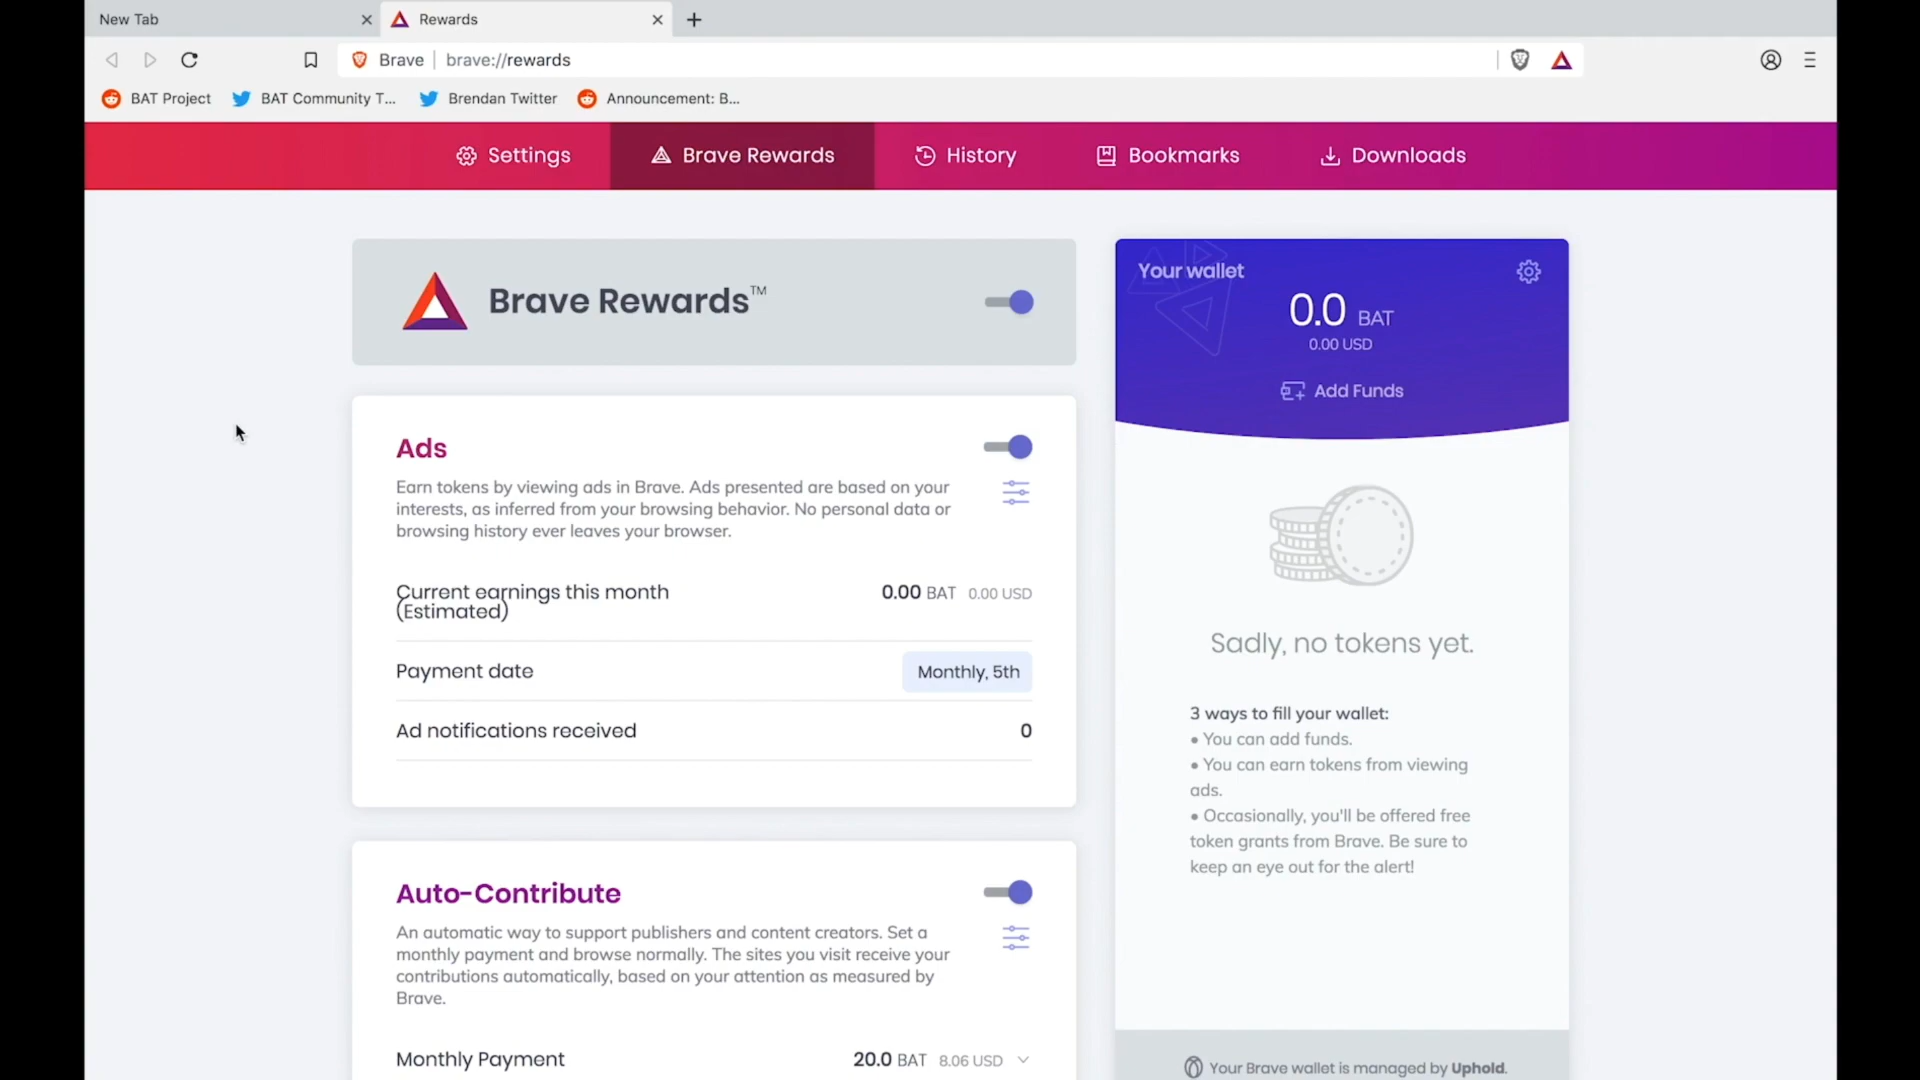 New Tab
Rewards
Brave
brave://rewards
BAT Project
BAT Community T...
Brendan Twitter
Announcement: B...
Settings
Brave Rewards
History
Bookmarks
Downloads
Brave Rewards™
Ads
Earn tokens by viewing ads in Brave. Ads presented are based on your
interests, as inferred from your browsing behavior. No personal data or
browsing history ever leaves your browser.
Current earnings this month
(Estimated)
0.00 BAT 0.00 USD
Payment date
Monthly, 5th
Ad notifications received
0
Auto-Contribute
An automatic way to support publishers and content creators. Set a
monthly payment and browse normally. The sites you visit receive your
contributions automatically, based on your attention as measured by
Brave.
Monthly Payment
20.0 BAT 8.06 USD
Your wallet
0.0 BAT
0.00 USD
Add Funds
Sadly, no tokens yet.
3 ways to fill your wallet:
• You can add funds.
• You can earn tokens from viewing
ads.
• Occasionally, you'll be offered free
token grants from Brave. Be sure to
keep an eye out for the alert!
Your Brave wallet is managed by Uphold.